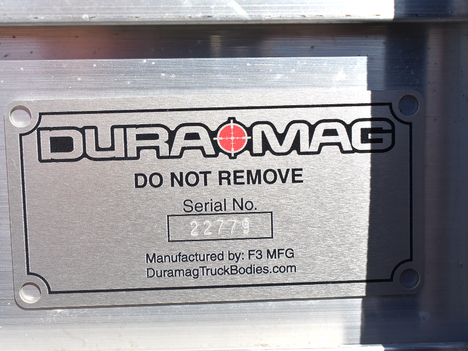 DURAMAG
DO NOT REMOVE
Serial No.
22779
Manufactured by: F3 MFG
DuramagTruckBodies.com